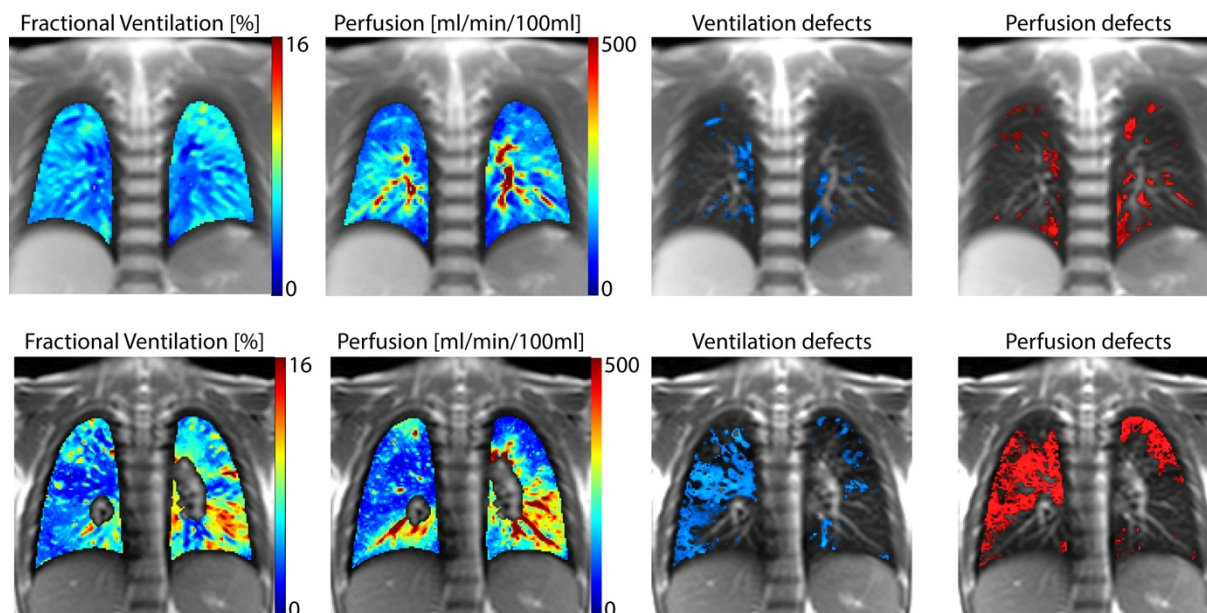 Fractional Ventilation [%]
Perfusion [ml/min/100ml]
Ventilation defects
Perfusion defects
16
0
500
0
Fractional Ventilation [%]
Perfusion [ml/min/100ml]
Ventilation defects
Perfusion defects
16
0
500
0